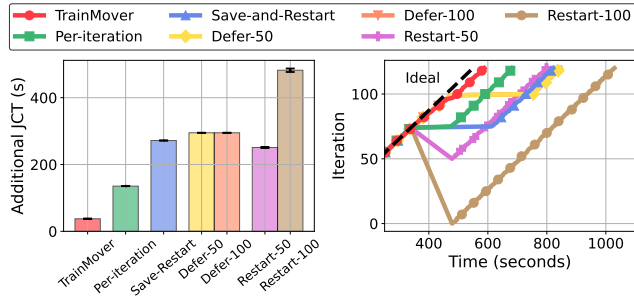 TrainMover Save-and-Restart Defer-100 Restart-100
Per-iteration Defer-50 Restart-50
Additional JCT (s)
400
200
0
TrainMover
Per-iteration
Save-Restart
Defer-50
Defer-100
Restart-50
Restart-100
Iteration
Ideal
100
50
0
400 600 800 1000
Time (seconds)